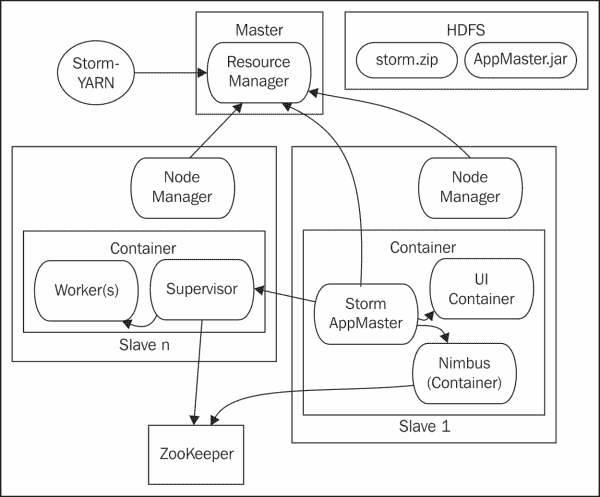 Master
HDFS
Storm-
YARN
Resource
Manager
storm.zip
AppMaster.jar
Node
Manager
Node
Manager
Container
Worker(s)
Supervisor
Slave n
Container
Storm
AppMaster
UI
Container
Nimbus
(Container)
Slave 1
ZooKeeper